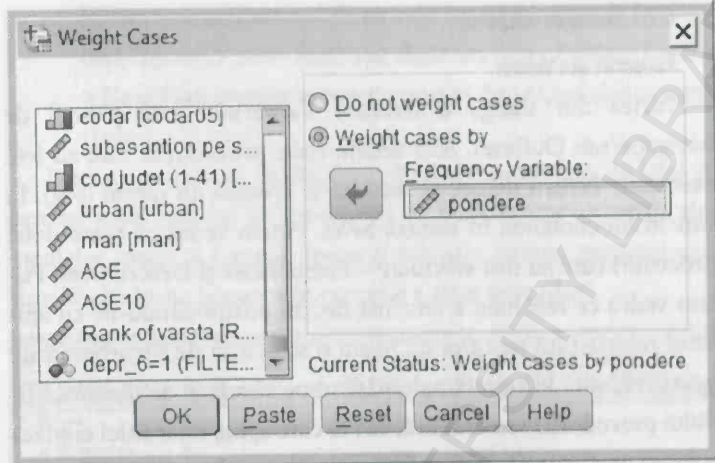 Weight Cases
codar [codar05]
subesantion pe s...
cod judet (1-41) [...
urban [urban]
man [man]
AGE
AGE10
Rank of varsta [R...
depr_6=1 (FILTE...
Do not weight cases
Weight cases by
Frequency Variable:
pondere
Current Status: Weight cases by pondere
OK Paste Reset Cancel Help